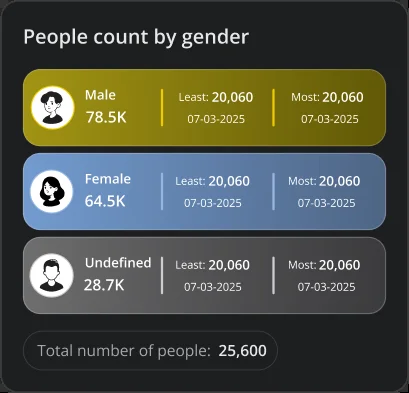 People count by gender
Male
78.5K
Least: 20,060
07-03-2025
Most: 20,060
07-03-2025
Female
64.5K
Least: 20,060
07-03-2025
Most: 20,060
07-03-2025
Undefined
28.7K
Least: 20,060
07-03-2025
Most: 20,060
07-03-2025
Total number of people: 25,600